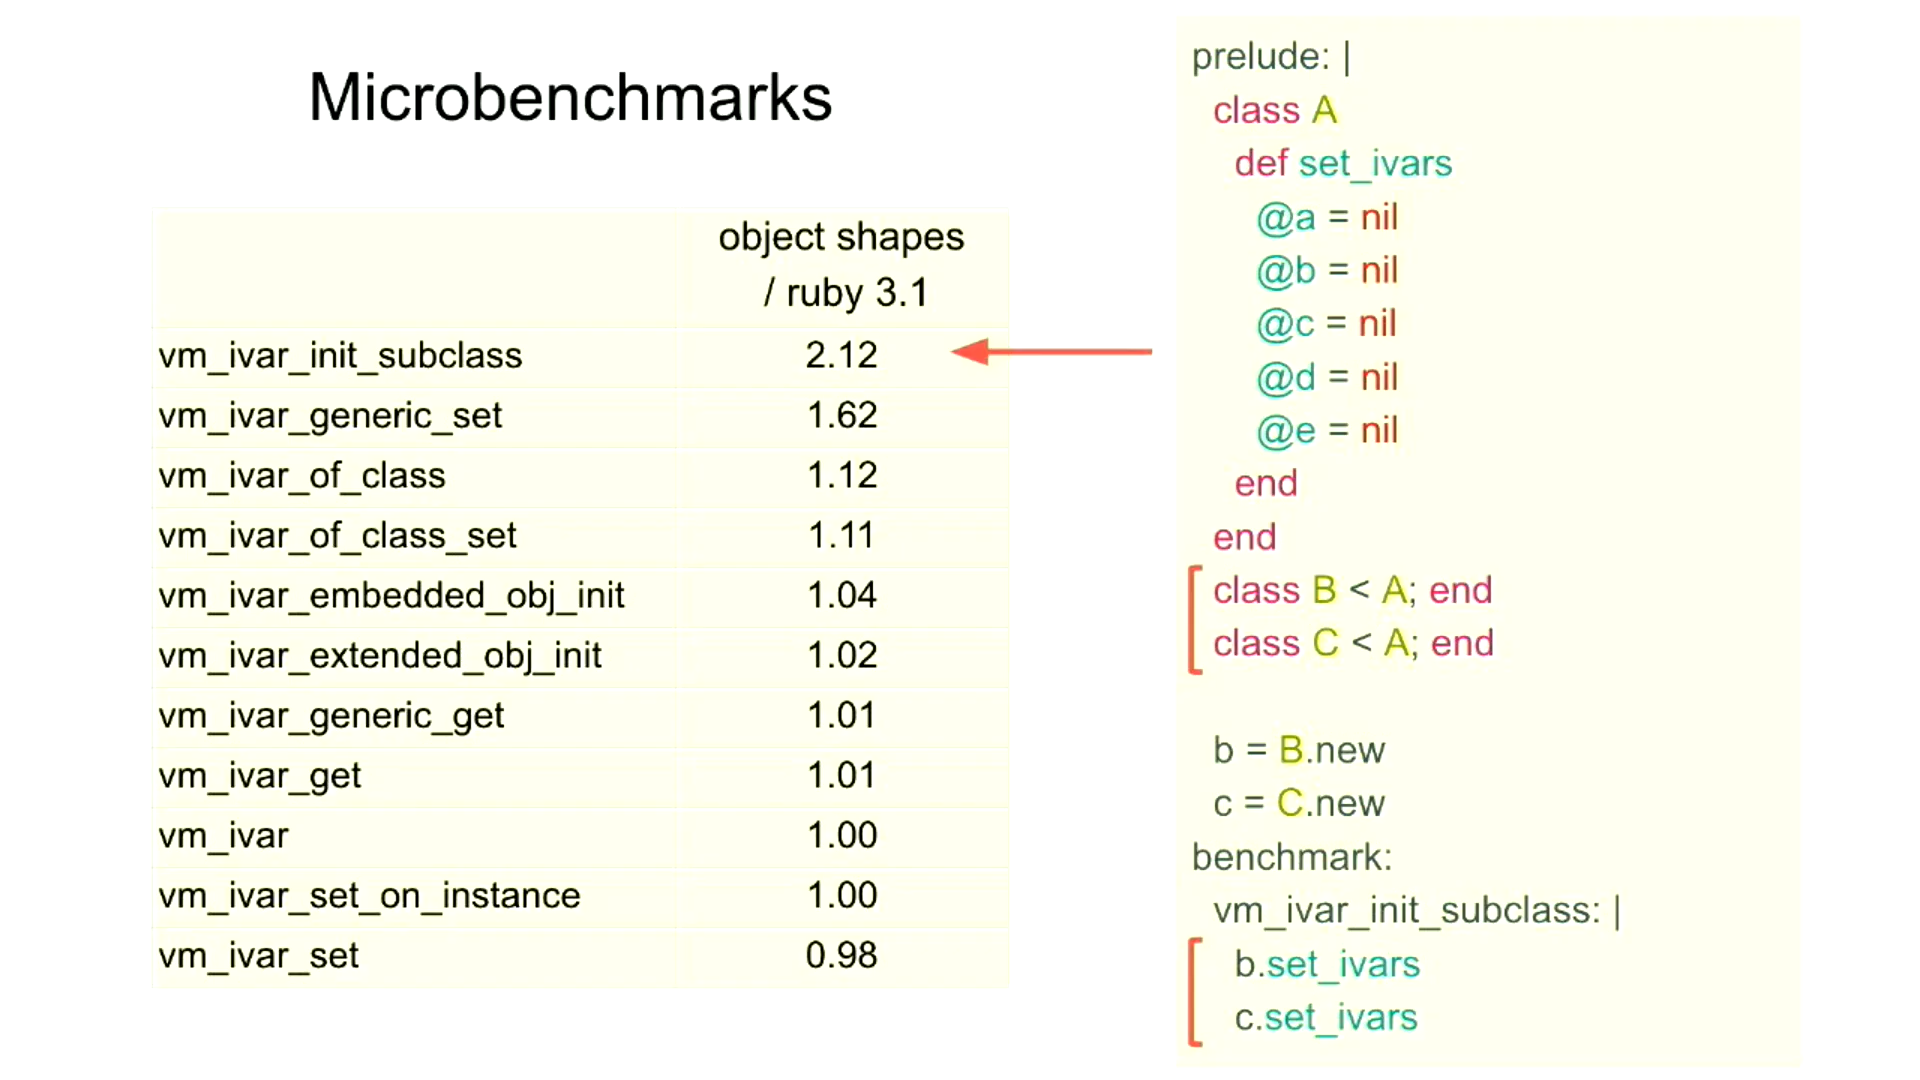 Microbenchmarks
object shapes
/ ruby 3.1
vm_ivar_init_subclass 2.12
vm_ivar_generic_set 1.62
vm_ivar_of_class 1.12
vm_ivar_of_class_set 1.11
vm_ivar_embedded_obj_init 1.04
vm_ivar_extended_obj_init 1.02
vm_ivar_generic_get 1.01
vm_ivar_get 1.01
vm_ivar 1.00
vm_ivar_set_on_instance 1.00
vm_ivar_set 0.98
prelude: |
class A
def set_ivars
@a = nil
@b = nil
@c = nil
@d = nil
@e = nil
end
end
class B < A; end
class C < A; end
b = B.new
c = C.new
benchmark:
vm_ivar_init_subclass: |
b.set_ivars
c.set_ivars